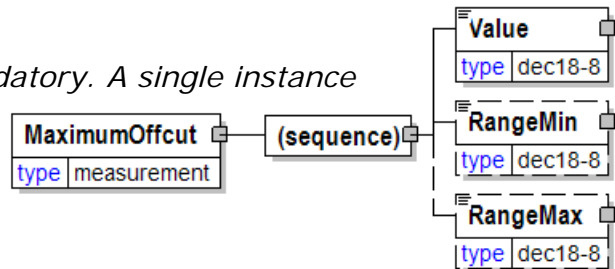 Value
type dec18-8
datory. A single instance
RangeMin
type dec18-8
MaximumOffcut
type measurement
(sequence)
RangeMax
type dec18-8